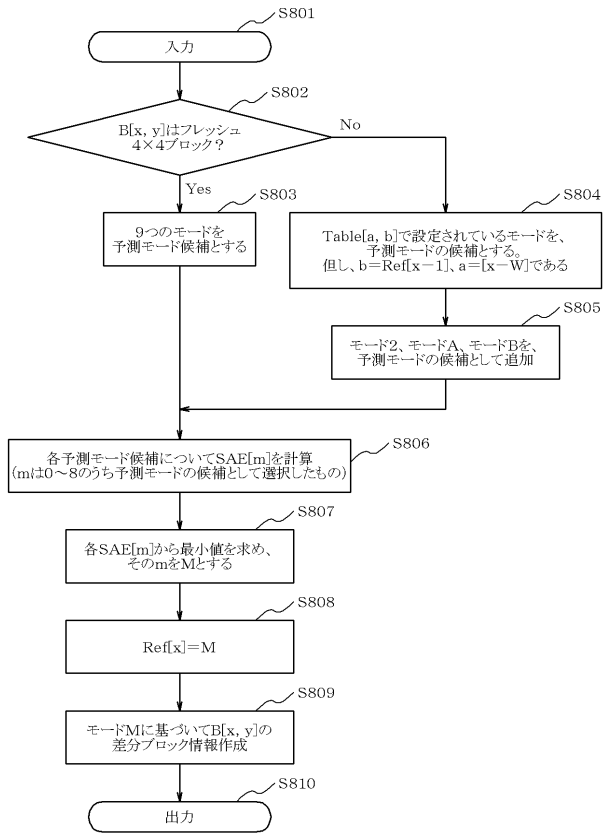 S801
入力
S802
B[x, y]はフレッシュ
4×4ブロック？
No
Yes
S803
9つのモードを
予測モード候補とする
S804
Table[a, b]で設定されているモードを、
予測モードの候補とする。
但し、b＝Ref[x－1]、a＝[x－W]である
S805
モード2、モードA、モードBを、
予測モードの候補として追加
S806
各予測モード候補についてSAE[m]を計算
(mは0～8のうち予測モードの候補として選択したもの)
S807
各SAE[m]から最小値を求め、
そのmをMとする
S808
Ref[x]＝M
S809
モードMに基づいてB[x, y]の
差分ブロック情報作成
S810
出力